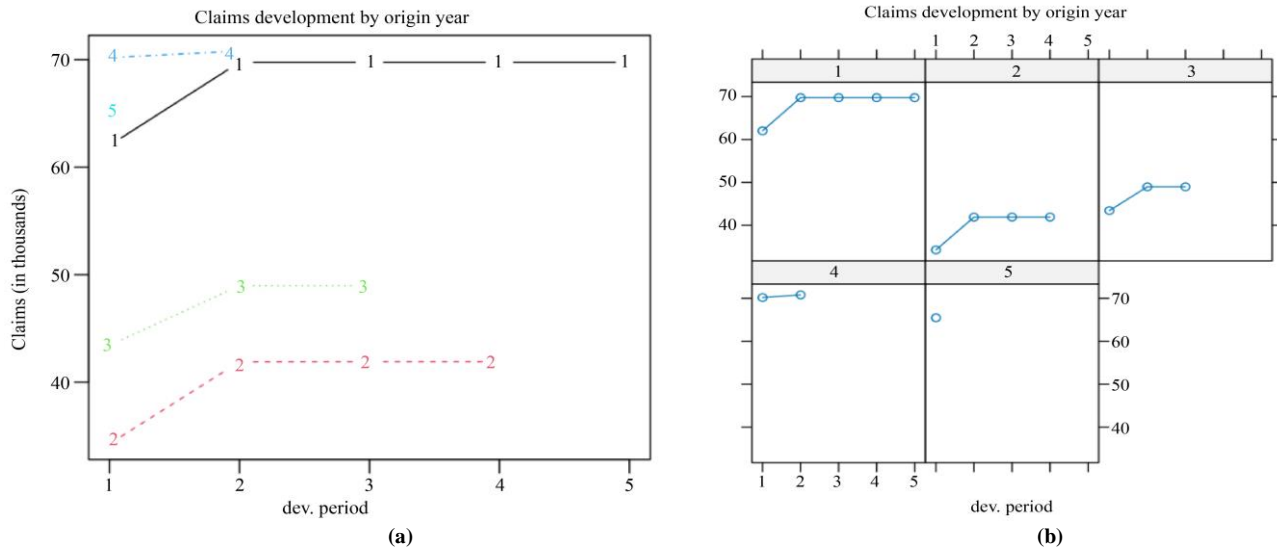 Claims development by origin year
70
60
50
40
Claims (in thousands)
4 4
5
1 1 1 1 1
3 3 3
2 2 2 2
1 2 3 4 5
dev. period
(a)
Claims development by origin year
1 2 3 4 5
1 2 3
70
60
50
40
4 5
70
60
50
40
1 2 3 4 5
dev. period
(b)